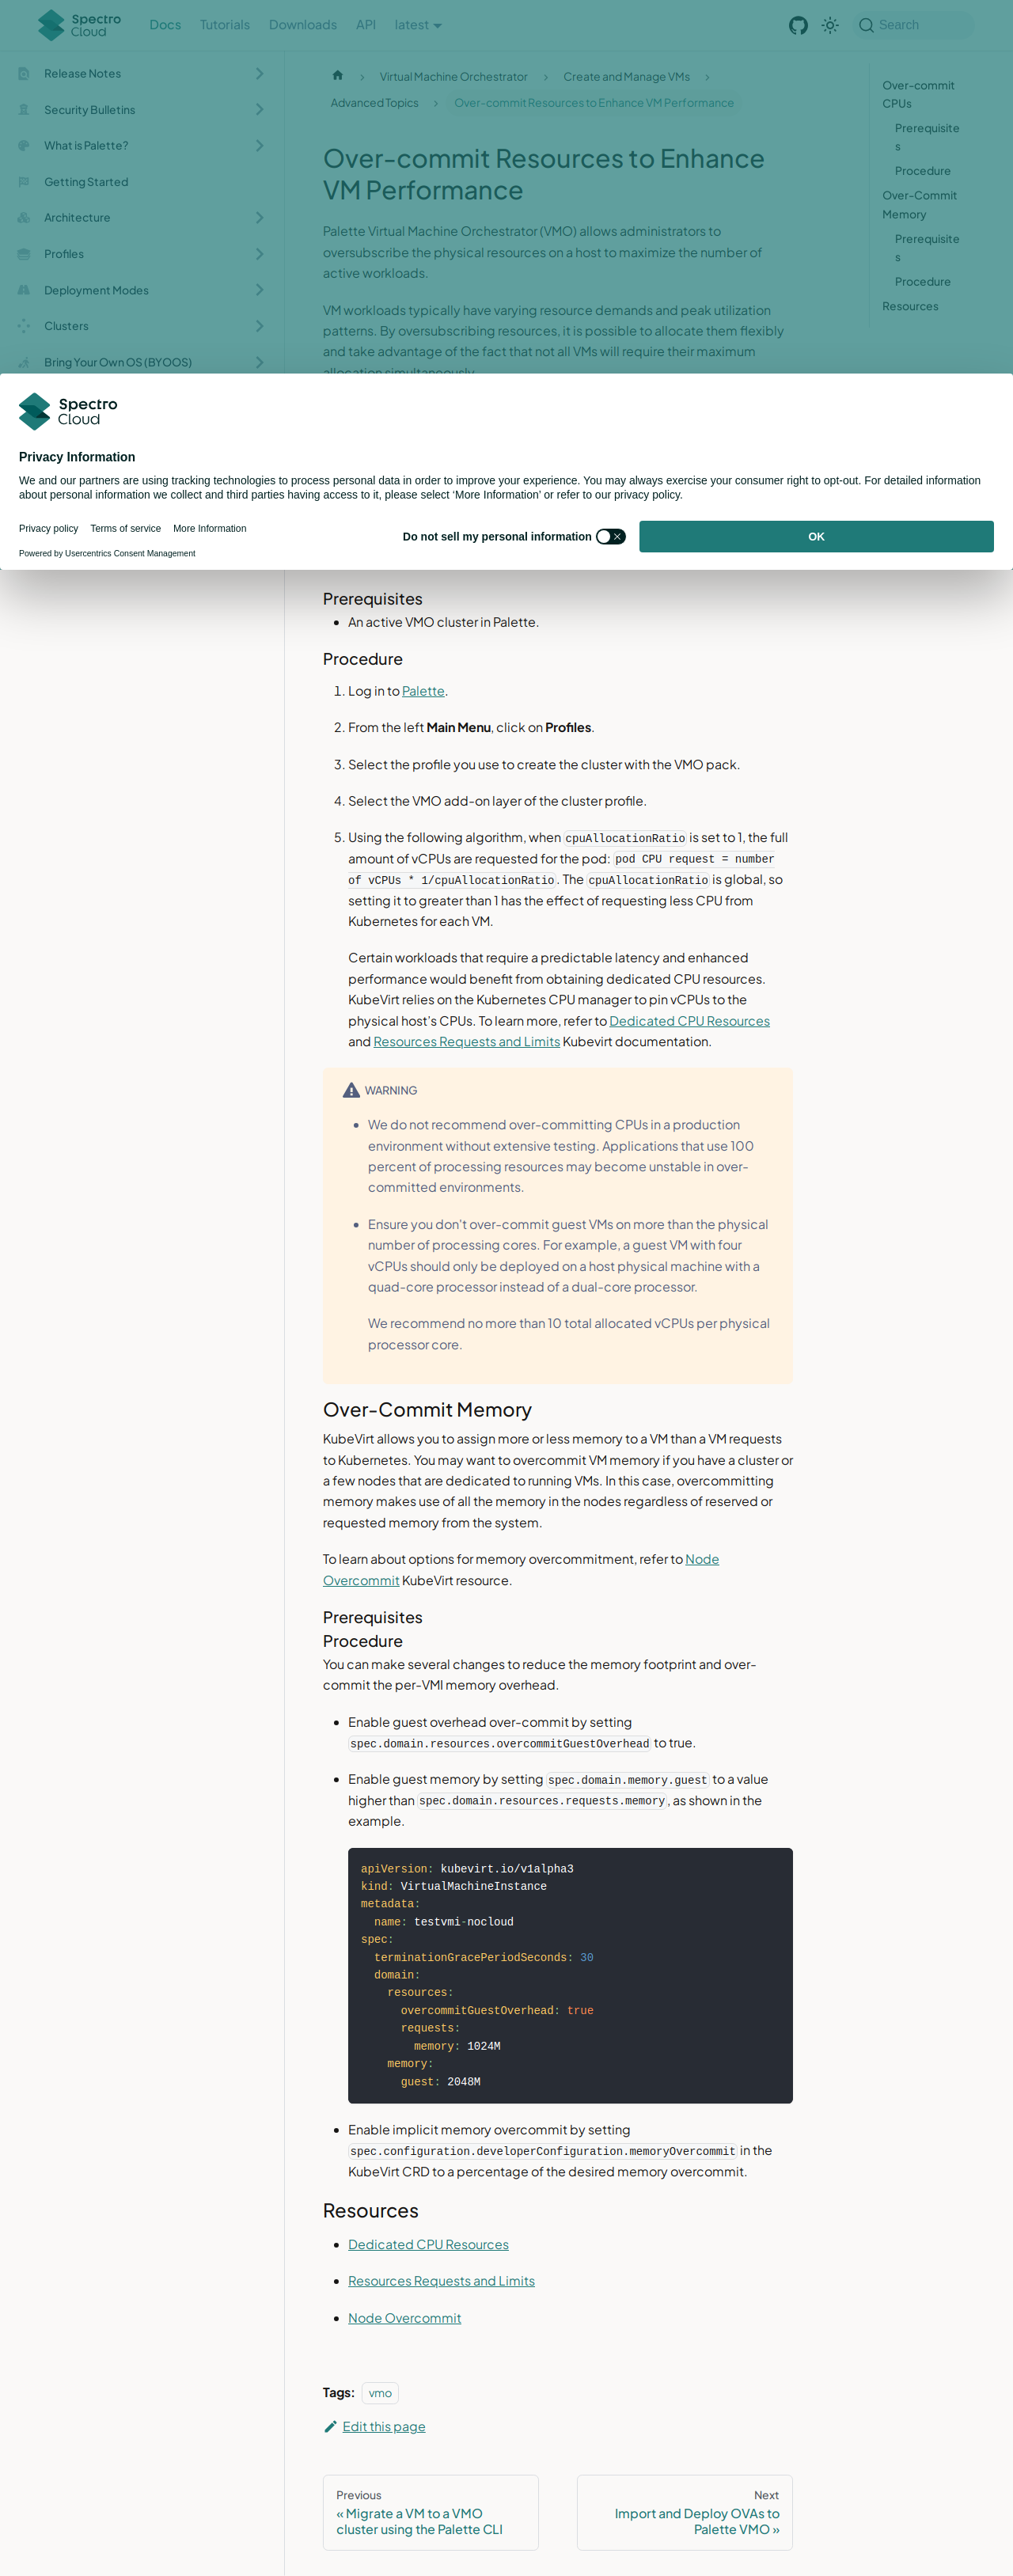 Spectro Cloud
Docs
Tutorials
Downloads
API
latest
Search
Release Notes
Security Bulletins
What is Palette?
Getting Started
Architecture
Profiles
Deployment Modes
Clusters
Bring Your Own OS (BYOOS)
Virtual Machine Orchestrator
Create and Manage VMs
Advanced Topics
Over-commit Resources to Enhance VM Performance
Over-commit
CPUs
Prerequisite
s
Procedure
Over-Commit
Memory
Prerequisite
s
Procedure
Resources
Over-commit Resources to Enhance
VM Performance
Palette Virtual Machine Orchestrator (VMO) allows administrators to
oversubscribe the physical resources on a host to maximize the number of
active workloads.
VM workloads typically have varying resource demands and peak utilization
patterns. By oversubscribing resources, it is possible to allocate them flexibly
and take advantage of the fact that not all VMs will require their maximum
allocation simultaneously.
Spectro
Cloud
Privacy Information
We and our partners are using tracking technologies to process personal data in order to improve your experience. You may always exercise your consumer right to opt-out. For detailed information
about personal information we collect and third parties having access to it, please select ‘More Information’ or refer to our privacy policy.
Privacy policy
Terms of service
More Information
Do not sell my personal information
OK
Powered by Usercentrics Consent Management
Prerequisites
• An active VMO cluster in Palette.
Procedure
1. Log in to Palette.
2. From the left Main Menu, click on Profiles.
3. Select the profile you use to create the cluster with the VMO pack.
4. Select the VMO add-on layer of the cluster profile.
5. Using the following algorithm, when cpuAllocationRatio is set to 1, the full
amount of vCPUs are requested for the pod: pod CPU request = number
of vCPUs * 1/cpuAllocationRatio. The cpuAllocationRatio is global, so
setting it to greater than 1 has the effect of requesting less CPU from
Kubernetes for each VM.
Certain workloads that require a predictable latency and enhanced
performance would benefit from obtaining dedicated CPU resources.
KubeVirt relies on the Kubernetes CPU manager to pin vCPUs to the
physical host's CPUs. To learn more, refer to Dedicated CPU Resources
and Resources Requests and Limits Kubevirt documentation.
WARNING
• We do not recommend over-committing CPUs in a production
environment without extensive testing. Applications that use 100
percent of processing resources may become unstable in over-
committed environments.
• Ensure you don't over-commit guest VMs on more than the physical
number of processing cores. For example, a guest VM with four
vCPUs should only be deployed on a host physical machine with a
quad-core processor instead of a dual-core processor.
We recommend no more than 10 total allocated vCPUs per physical
processor core.
Over-Commit Memory
KubeVirt allows you to assign more or less memory to a VM than a VM requests
to Kubernetes. You may want to overcommit VM memory if you have a cluster or
a few nodes that are dedicated to running VMs. In this case, overcommitting
memory makes use of all the memory in the nodes regardless of reserved or
requested memory from the system.
To learn about options for memory overcommitment, refer to Node
Overcommit KubeVirt resource.
Prerequisites
Procedure
You can make several changes to reduce the memory footprint and over-
commit the per-VMI memory overhead.
• Enable guest overhead over-commit by setting
spec.domain.resources.overcommitGuestOverhead to true.
• Enable guest memory by setting spec.domain.memory.guest to a value
higher than spec.domain.resources.requests.memory, as shown in the
example.
apiVersion: kubevirt.io/v1alpha3
kind: VirtualMachineInstance
metadata:
name: testvmi-nocloud
spec:
terminationGracePeriodSeconds: 30
domain:
resources:
overcommitGuestOverhead: true
requests:
memory: 1024M
memory:
guest: 2048M
• Enable implicit memory overcommit by setting
spec.configuration.developerConfiguration.memoryOvercommit in the
KubeVirt CRD to a percentage of the desired memory overcommit.
Resources
• Dedicated CPU Resources
• Resources Requests and Limits
• Node Overcommit
Tags: vmo
Edit this page
Previous
« Migrate a VM to a VMO
cluster using the Palette CLI
Next
Import and Deploy OVAs to
Palette VMO »